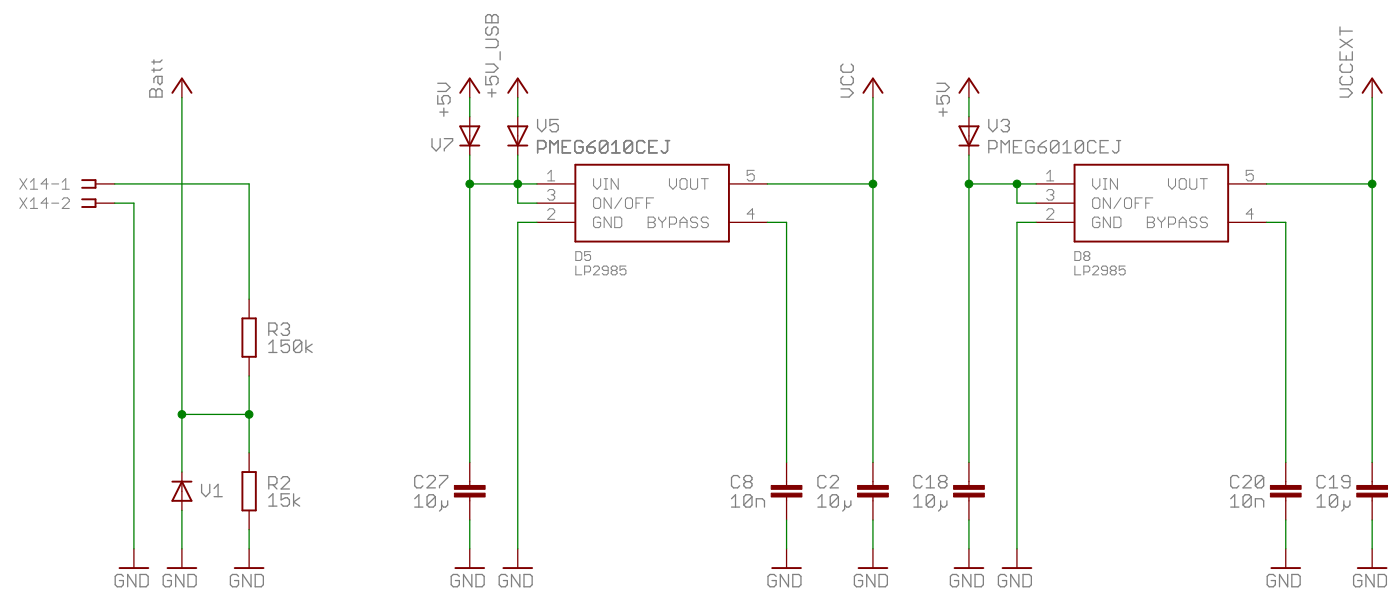 Batt
X14-1
X14-2
R3
150k
V1
R2
15k
GND
GND
GND
+5V
+5V_USB
VCC
V7
V5
PMEG6010CEJ
1
3
2
VIN
ON/OFF
GND
VOUT
BYPASS
5
4
D5
LP2985
C27
10µ
C8
10n
C2
10µ
GND
GND
GND
GND
+5V
VCCEXT
V3
PMEG6010CEJ
1
3
2
VIN
ON/OFF
GND
VOUT
BYPASS
5
4
D8
LP2985
C18
10µ
C20
10n
C19
10µ
GND
GND
GND
GND